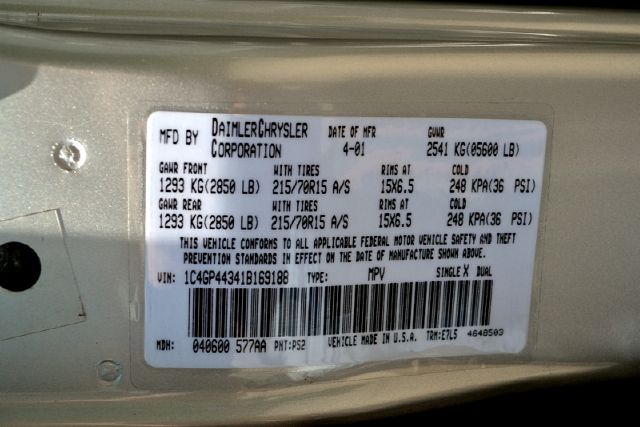 MFD BY DAIMLERCHRYSLER CORPORATION DATE OF MFR 4-01 GVWR 2541 KG(05600 LB)
GAWR FRONT WITH TIRES RIMS AT COLD
1293 KG(2850 LB) 215/70R15 A/S 15X6.5 248 KPA(36 PSI)
GAWR REAR WITH TIRES RIMS AT COLD
1293 KG(2850 LB) 215/70R15 A/S 15X6.5 248 KPA(36 PSI)
THIS VEHICLE CONFORMS TO ALL APPLICABLE FEDERAL MOTOR VEHICLE SAFETY AND THEFT
PREVENTION STANDARDS IN EFFECT ON THE DATE OF MANUFACTURE SHOWN ABOVE.
VIN: 1C4GP44341B169188 TYPE: MPV SINGLE X DUAL
MDH: 040600 577AA PNT:PS2 VEHICLE MADE IN U.S.A. TRM:E7L5 4648503